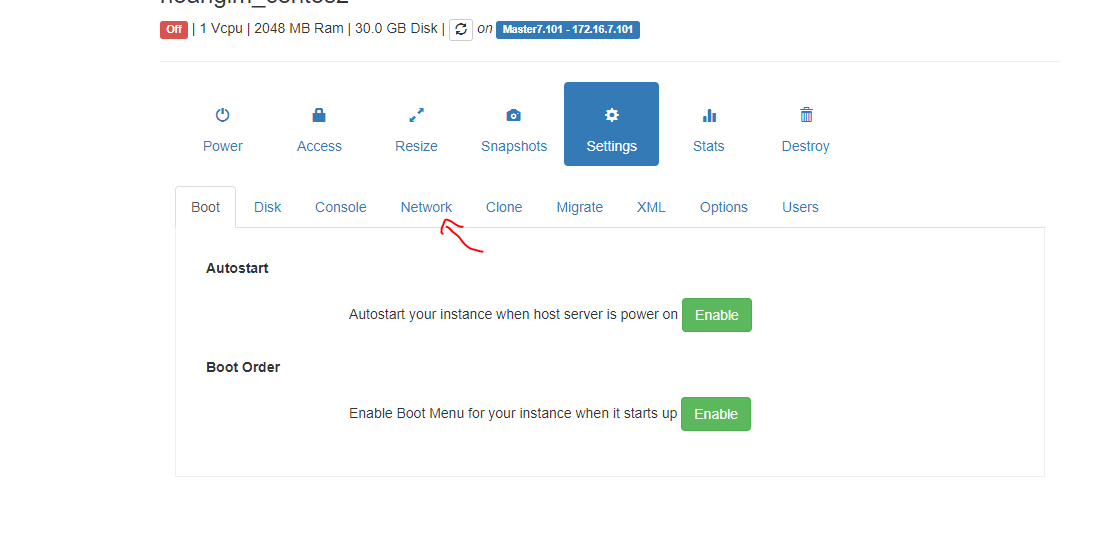 Off | 1 Vcpu | 2048 MB Ram | 30.0 GB Disk | on Master7.101 - 172.16.7.101
Power Access Resize Snapshots Settings Stats Destroy
Boot Disk Console Network Clone Migrate XML Options Users
Autostart
Autostart your instance when host server is power on Enable
Boot Order
Enable Boot Menu for your instance when it starts up Enable